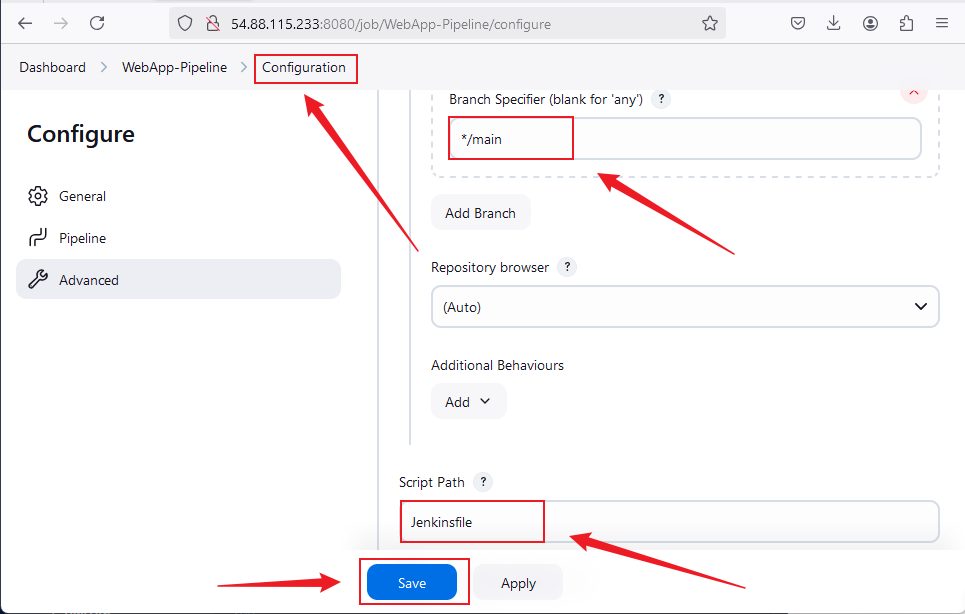 54.88.115.233:8080/job/WebApp-Pipeline/configure
Dashboard > WebApp-Pipeline > Configuration
Configure
General
Pipeline
Advanced
Branch Specifier (blank for 'any') ?
*/main
Add Branch
Repository browser ?
(Auto)
Additional Behaviours
Add
Script Path ?
Jenkinsfile
Save
Apply